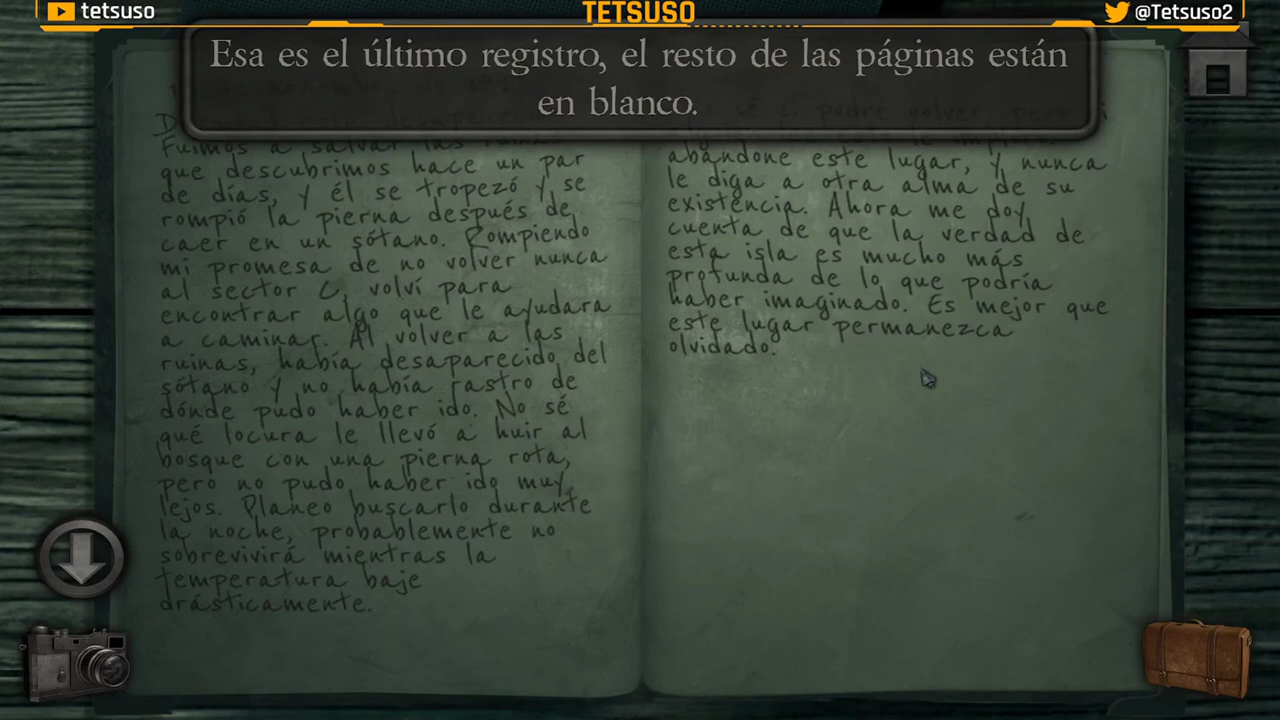 tetsuso
TETSUSO
@Tetsuso2
Esa es el último registro, el resto de las páginas están
en blanco.
Fuimos a salvar las ruinas
que descubrimos hace un par
de días, y él se tropezó y se
rompió la pierna después de
caer en un sótano. Rompiendo
mi promesa de no volver nunca
al sector C, volví para
encontrar algo que le ayudara
a caminar. Al volver a las
ruinas, había desaparecido del
sótano y no había rastro de
dónde pudo haber ido. No sé
qué locura le llevó a huir al
bosque con una pierna rota,
pero no pudo haber ido muy
lejos. Planeo buscarlo durante
la noche, probablemente no
sobrevivirá mientras la
temperatura baje
drásticamente.
sé si podré volver, pero
abandone este lugar, y nunca
le diga a otra alma de su
existencia. Ahora me doy
cuenta de que la verdad de
esta isla es mucho más
profunda de lo que podría
haber imaginado. Es mejor que
este lugar permanezca
olvidado.